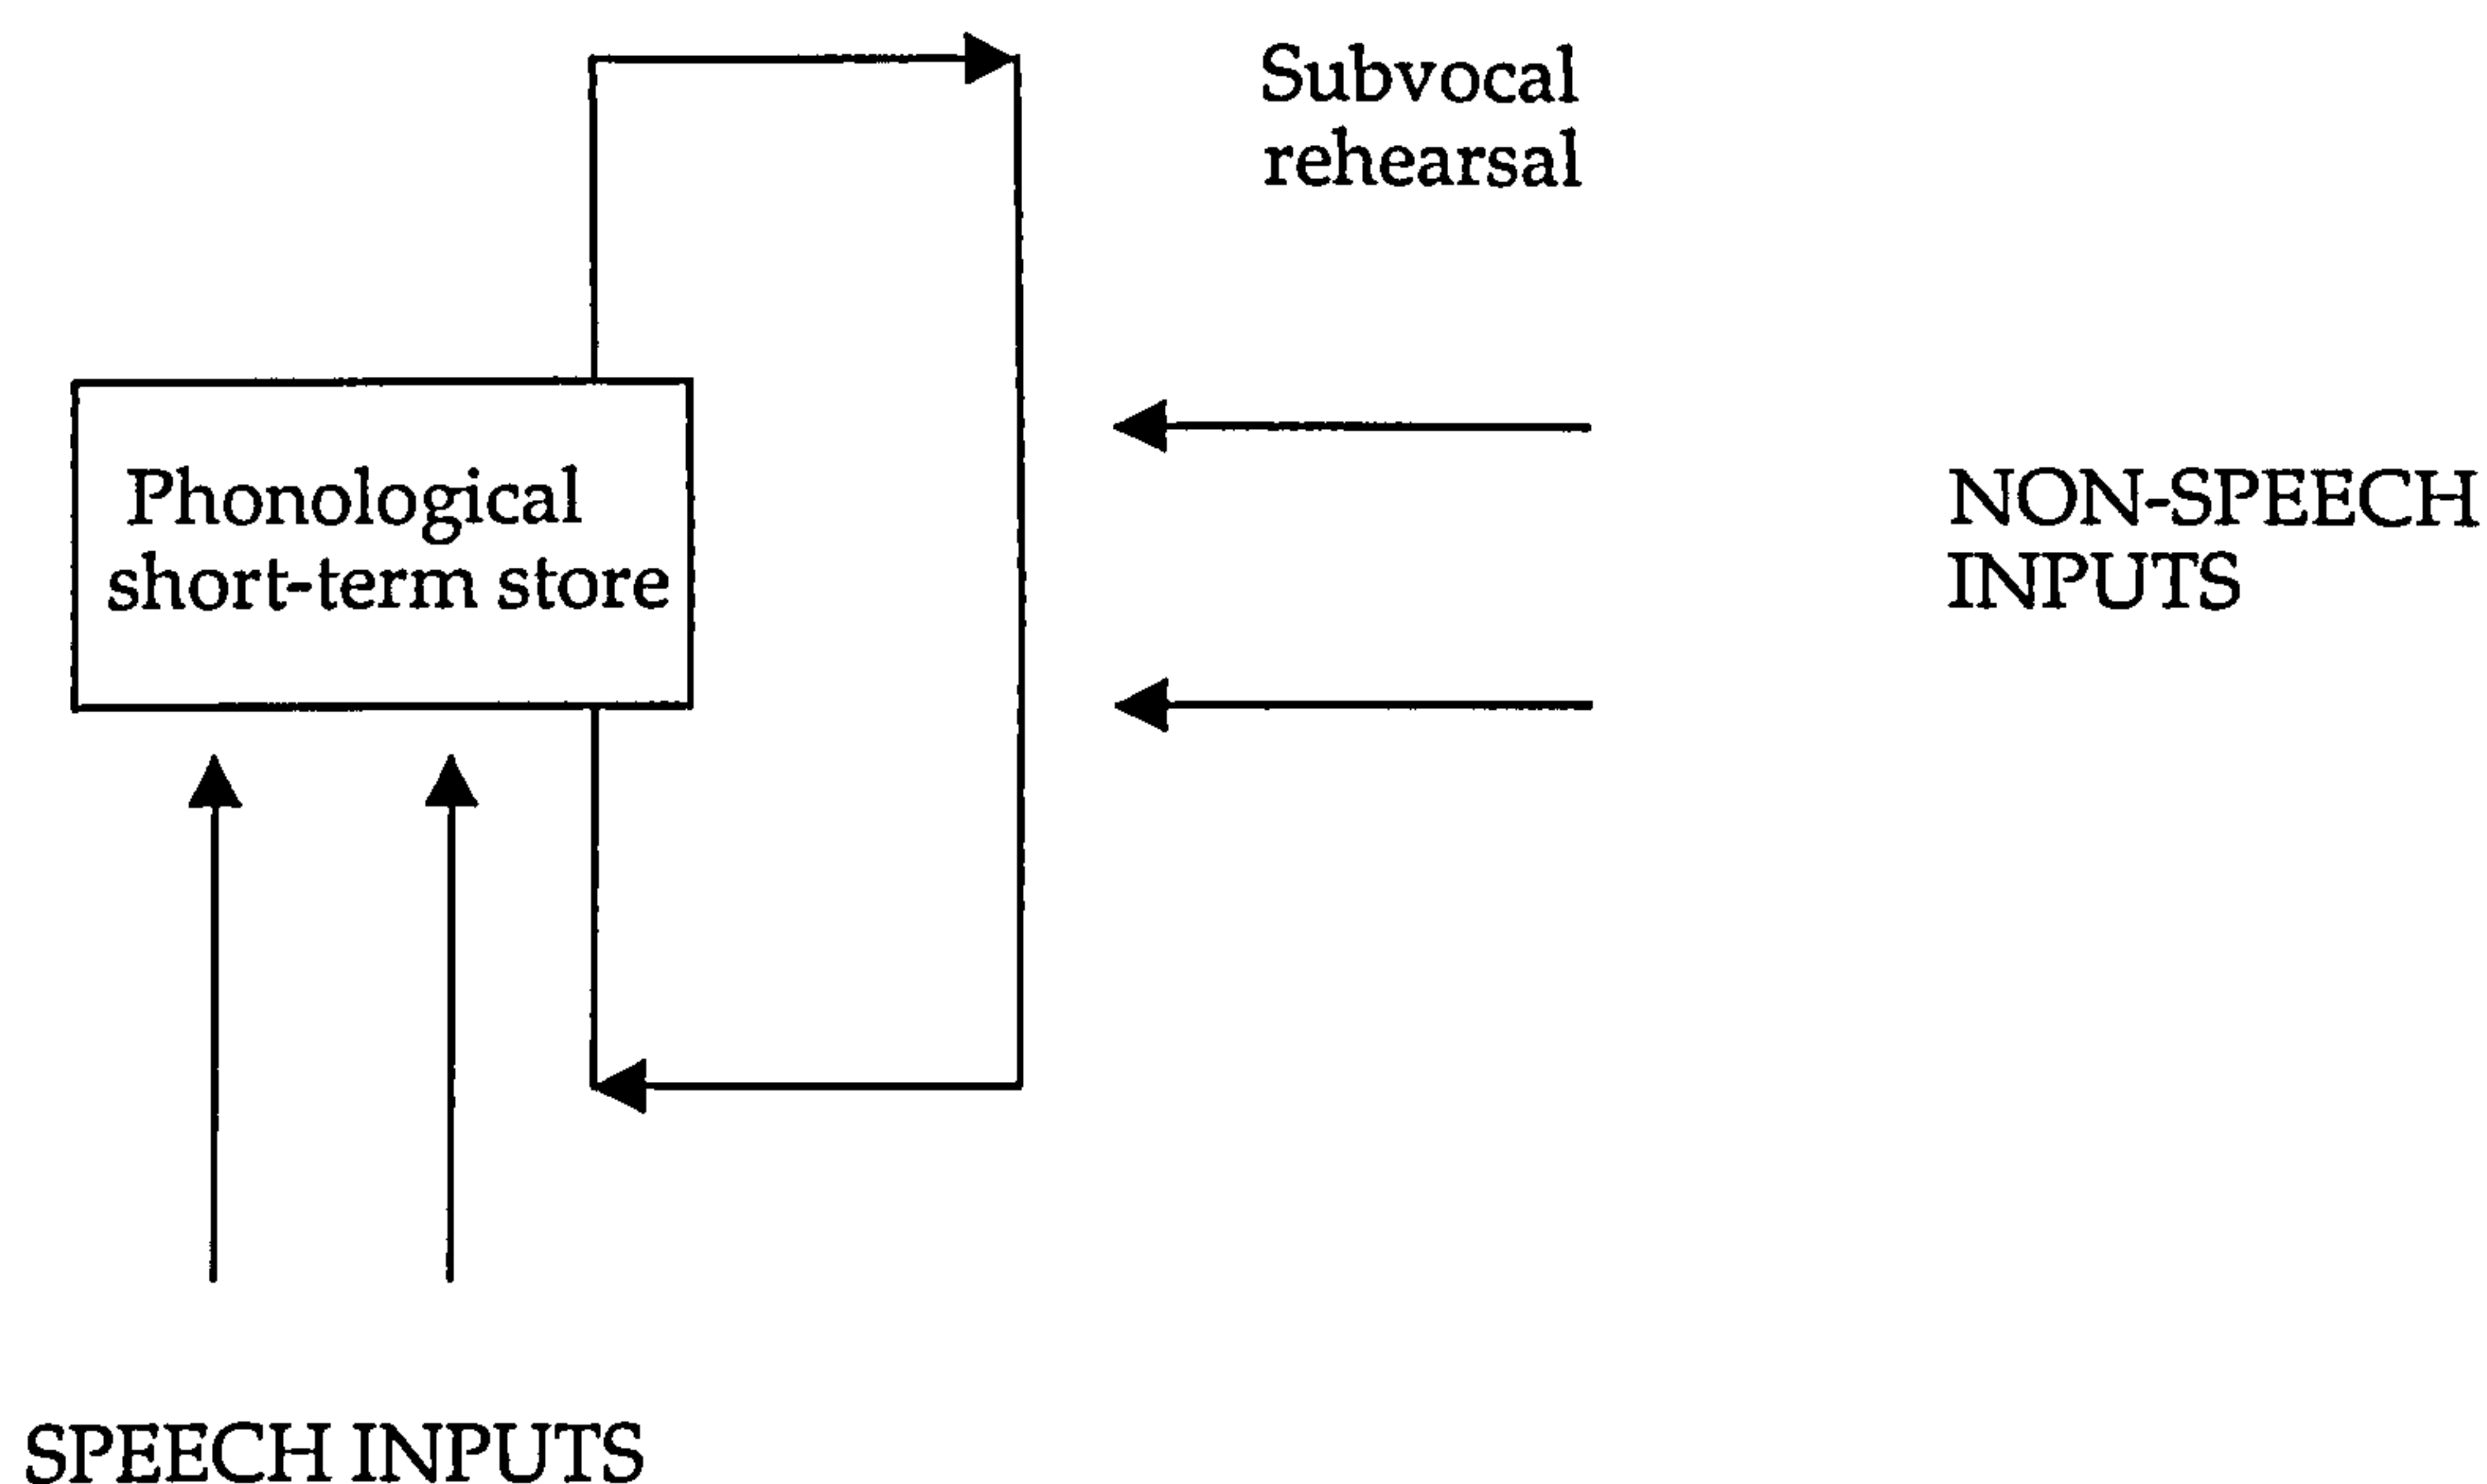 Subvocal
rehearsal
Phonological
short-term store
NON-SPEECH
INPUTS
SPEECH INPUTS